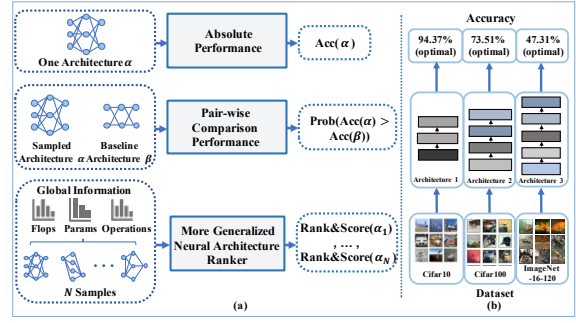 One Architecture α
Absolute
Performance
Acc(α)
Sampled
Architecture α
Baseline
Architecture β
Pair-wise
Comparison
Performance
Prob(Acc(α) >
Acc(β))
Global Information
Flops Params Operations
N Samples
More Generalized
Neural Architecture
Ranker
Rank&Score(α1)
, … ,
Rank&Score(αN)
(a)
Accuracy
94.37%
(optimal)
73.51%
(optimal)
47.31%
(optimal)
Architecture 1
Architecture 2
Architecture 3
Cifar10
Cifar100
ImageNet
-16-120
Dataset
(b)